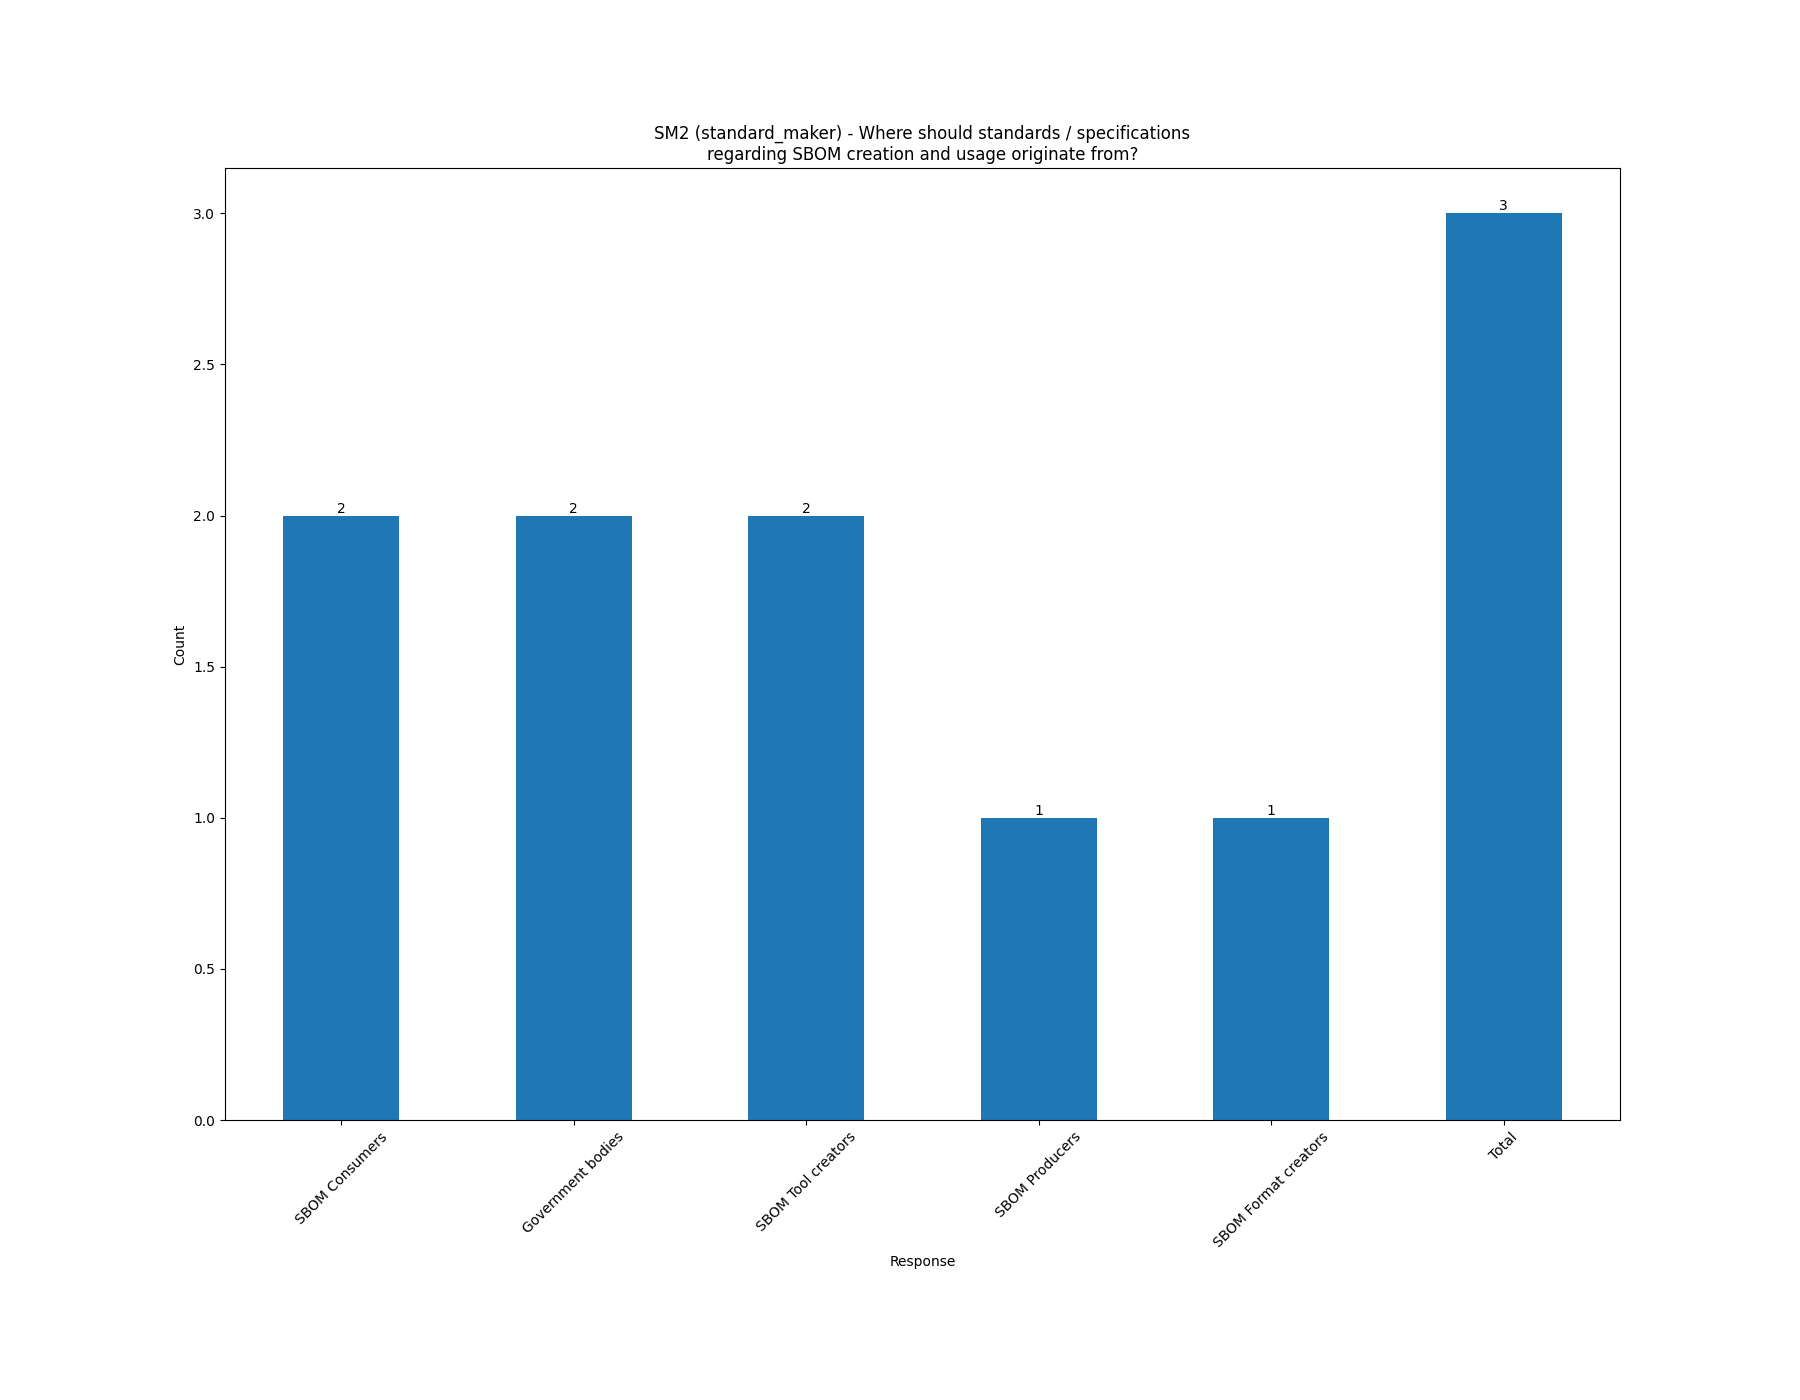 SM2 (standard_maker) - Where should standards / specifications
regarding SBOM creation and usage originate from?
3.0
2.5
2.0
1.5
1.0
0.5
0.0
Count
2
2
2
1
1
3
SBOM Consumers
Government bodies
SBOM Tool creators
SBOM Producers
SBOM Format creators
Total
Response